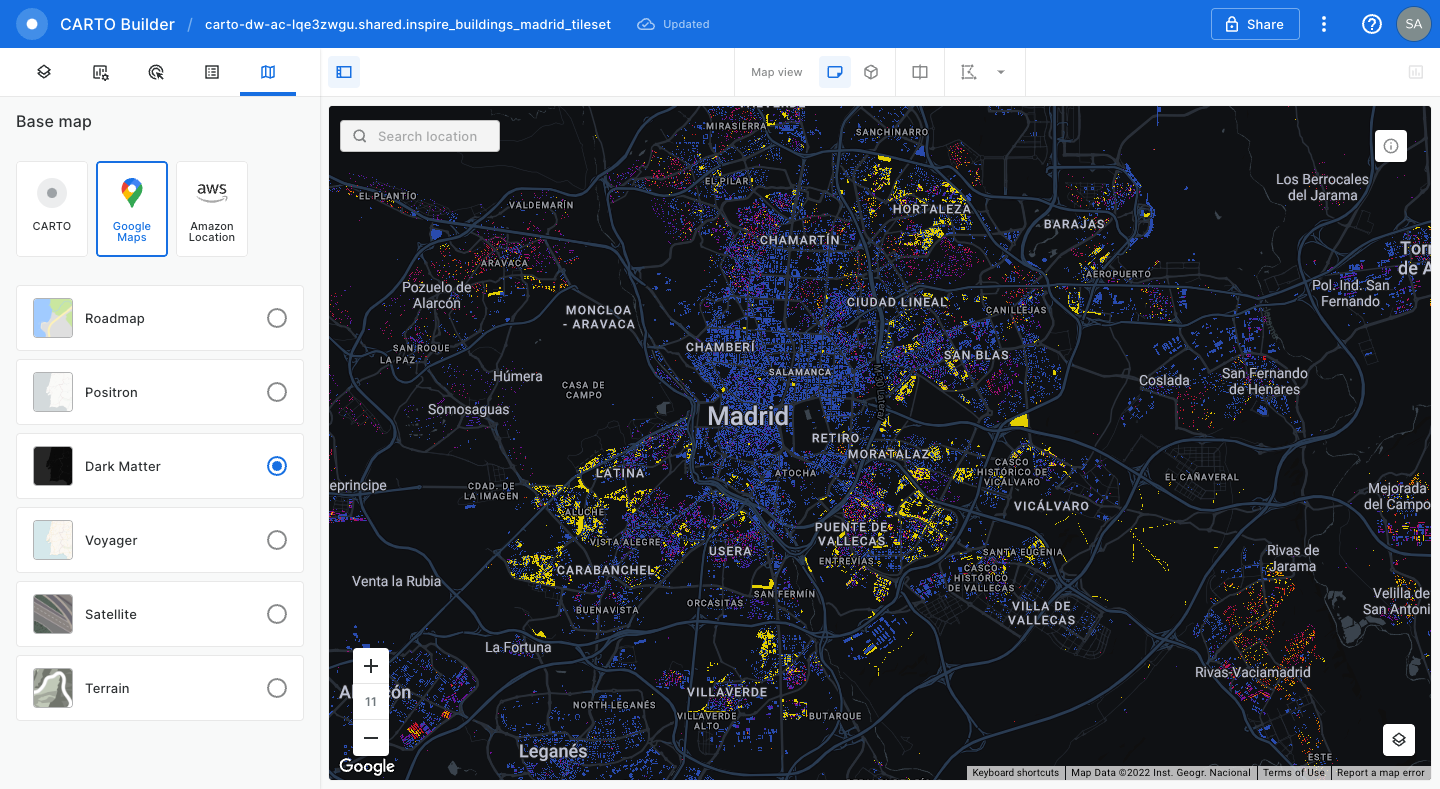 CARTO Builder / carto-dw-ac-lqe3zwgu.shared.inspire_buildings_madrid_tileset Updated
Share
SA
Map view
Base map
CARTO
Google
Maps
aws
Amazon
Location
Roadmap
Positron
Dark Matter
Voyager
Satellite
Terrain
Search location
MIRASIERRA
SANCHINARRO
EL PILAR
EL PLANTÍO
VALDEMARÍN
HORTALEZA
BARAJAS
Los Berrocales
del Jarama
CHAMARTÍN
ARAVACA
AEROPUERTO
Pozuelo de
Alarcón
MONCLOA
- ARAVACA
CIUDAD LINEAL
CANILLEJAS
Pol. Ind. San
Fernando
SAN ROQUE
LA PAZ
CHAMBERÍ
SAN BLAS
SALAMANCA
Húmera
CASA DE
CAMPO
Coslada
San Fernando
de Henares
Somosaguas
Madrid
RETIRO
MORATALAZ
LATINA
ATOCHA
CASCO
HISTÓRICO DE
VICÁLVARO
EL CAÑAVERAL
eprincipe
CDAD. DE
LA IMAGEN
Mejorada
del Campo
ALUCHE
VICÁLVARO
PUENTE DE
VALLECAS
VISTA ALEGRE
USERA
ENTREVÍAS
SANTA EUGENIA
Rivas de
Jarama
CARABANCHEL
CASCO
HISTÓRICO
DE VALLECAS
Venta la Rubia
SAN FERMÍN
ORCASITAS
BUENAVISTA
VILLA DE
VALLECAS
Velilla de
San Antoni
La Fortuna
Rivas-Vaciamadrid
VILLAVERDE
NORTH LEGANÉS
VILLAVERDE
ALTO
BUTARQUE
Leganés
ESTE
11
Google
Keyboard shortcuts
Map Data ©2022 Inst. Geogr. Nacional
Terms of Use
Report a map error